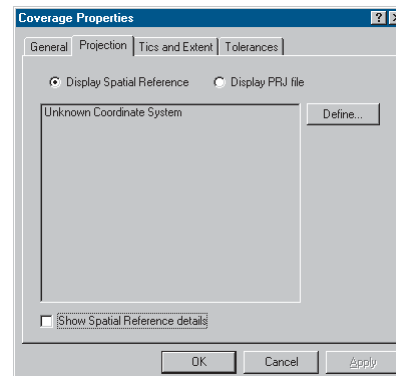 Coverage Properties
General Projection Tics and Extent Tolerances
Display Spatial Reference Display PRJ file
Unknown Coordinate System
Define...
Show Spatial Reference details
OK Cancel Apply